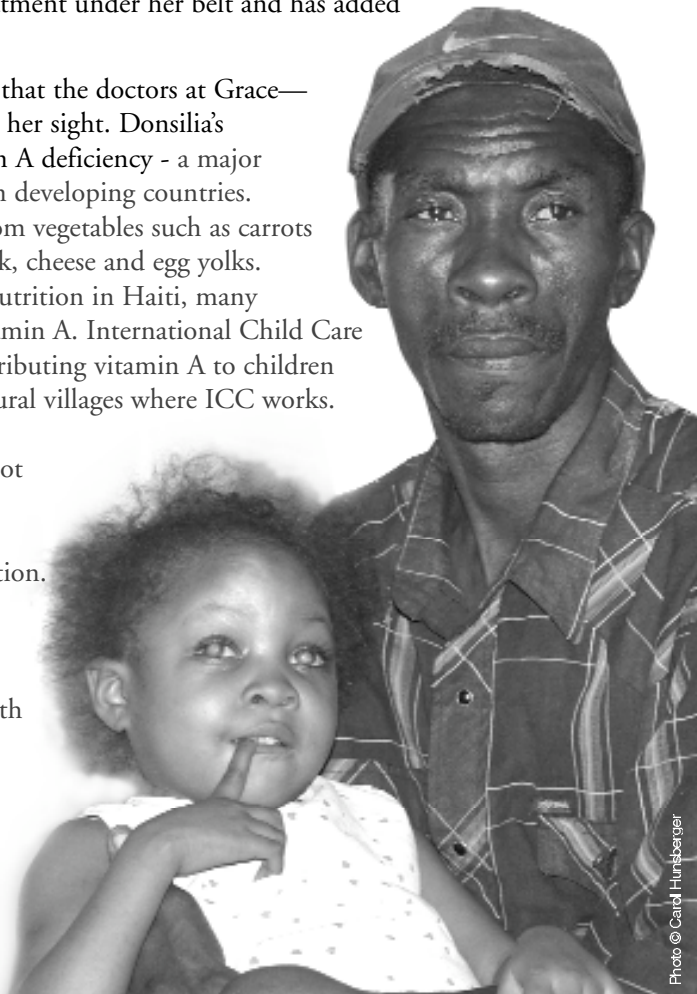 tment under her belt and has added
that the doctors at Grace—
her sight. Donsilia’s
n A deficiency - a major
n developing countries.
om vegetables such as carrots
k, cheese and egg yolks.
utrition in Haiti, many
min A. International Child Care
ributing vitamin A to children
ural villages where ICC works.
ot
tion.
th
Photo © Carol Hunsberger